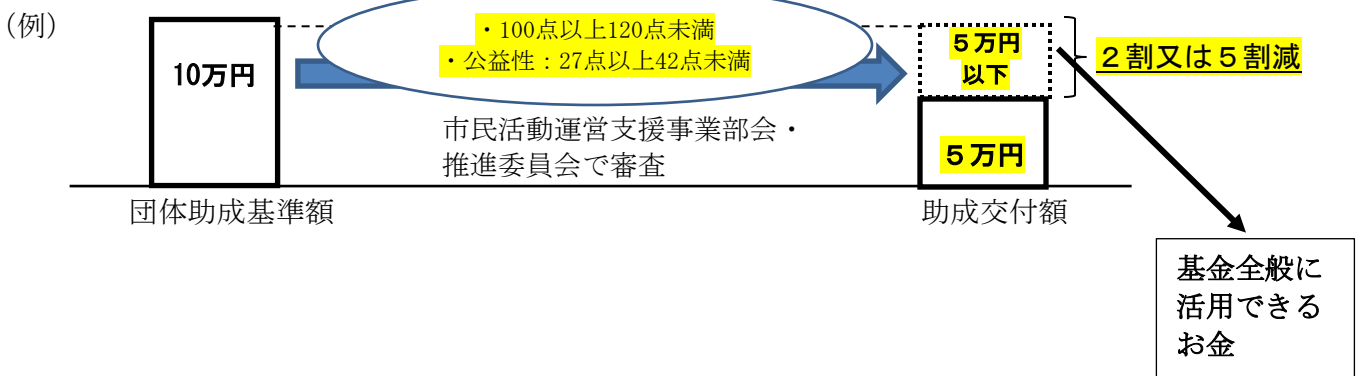 （例）
・100点以上120点未満
・公益性：27点以上42点未満
10万円
５万円
以下
２割又は５割減
市民活動運営支援事業部会・
推進委員会で審査
５万円
団体助成基準額
助成交付額
基金全般に
活用できる
お金